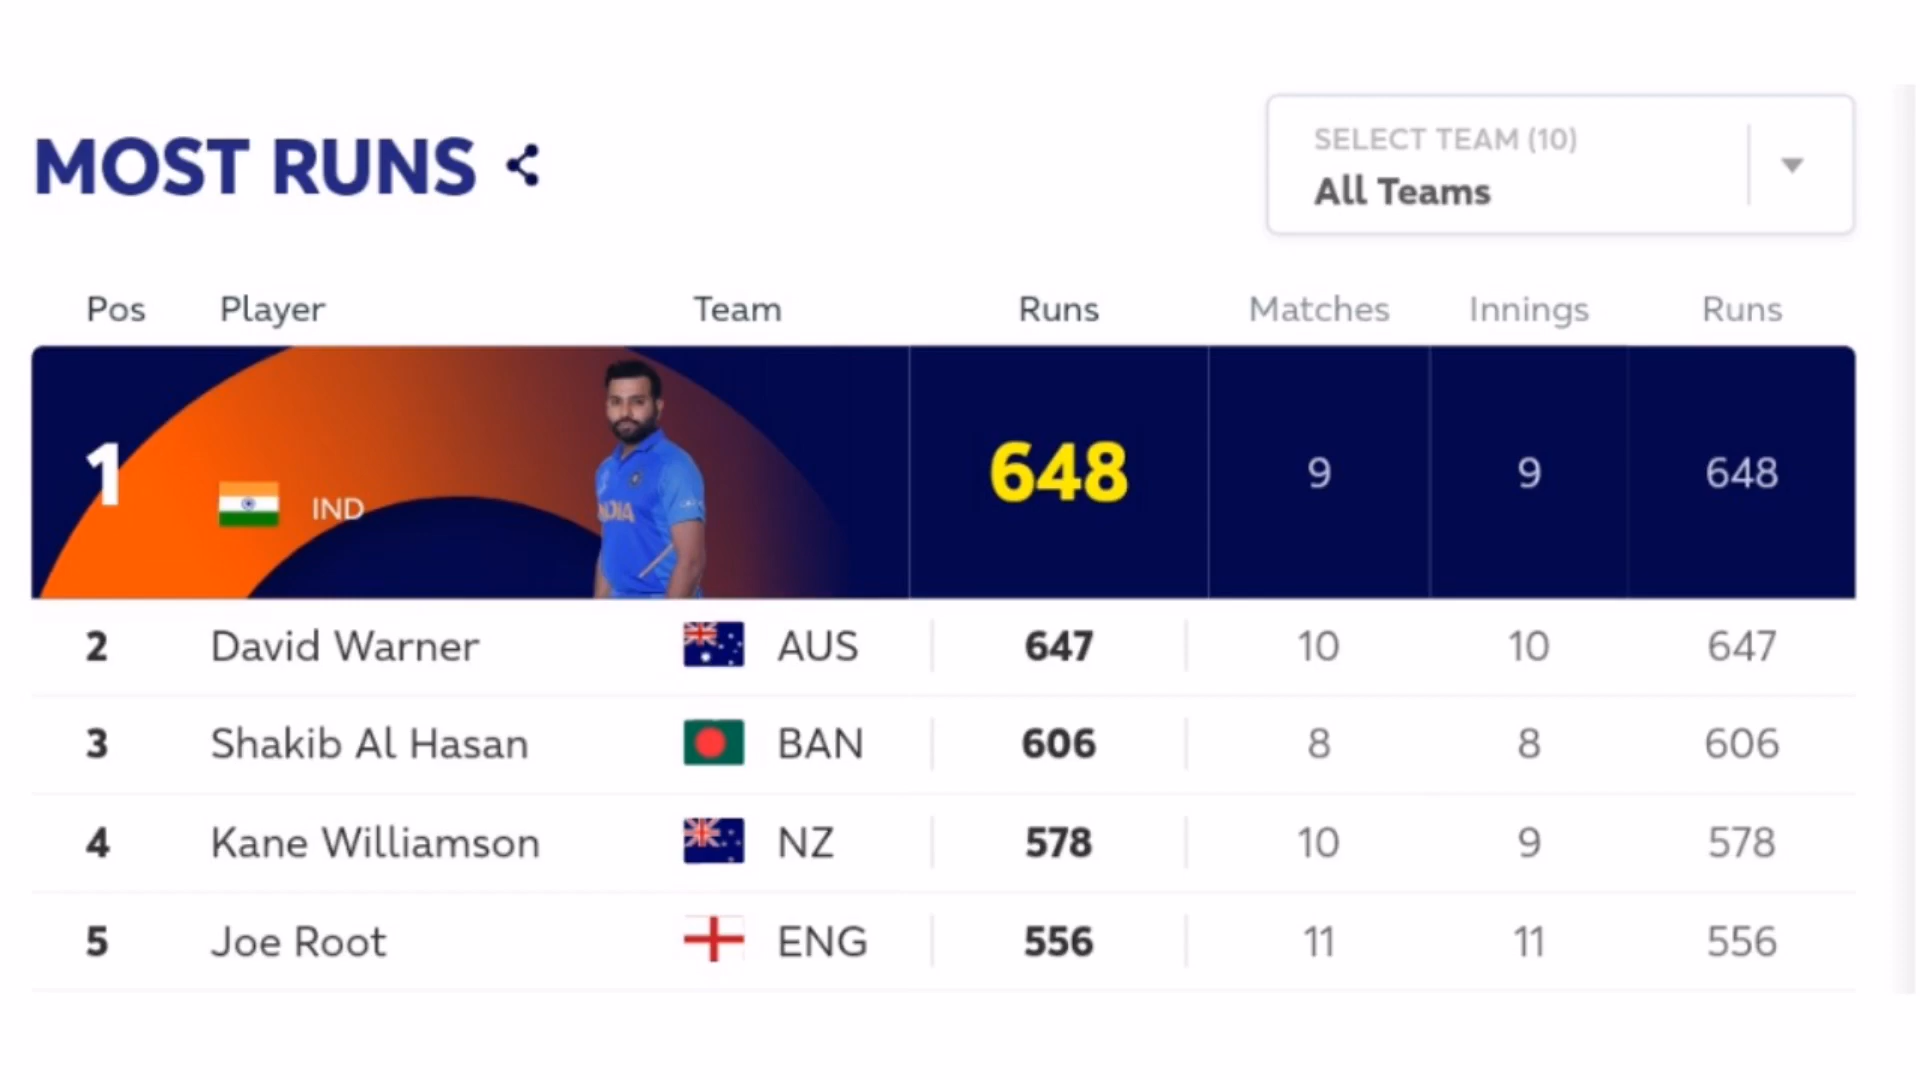 MOST RUNS
SELECT TEAM (10)
All Teams
Pos Player Team Runs Matches Innings Runs
1 IND 648 9 9 648
INDIA
2 David Warner AUS 647 10 10 647
3 Shakib Al Hasan BAN 606 8 8 606
4 Kane Williamson NZ 578 10 9 578
5 Joe Root ENG 556 11 11 556